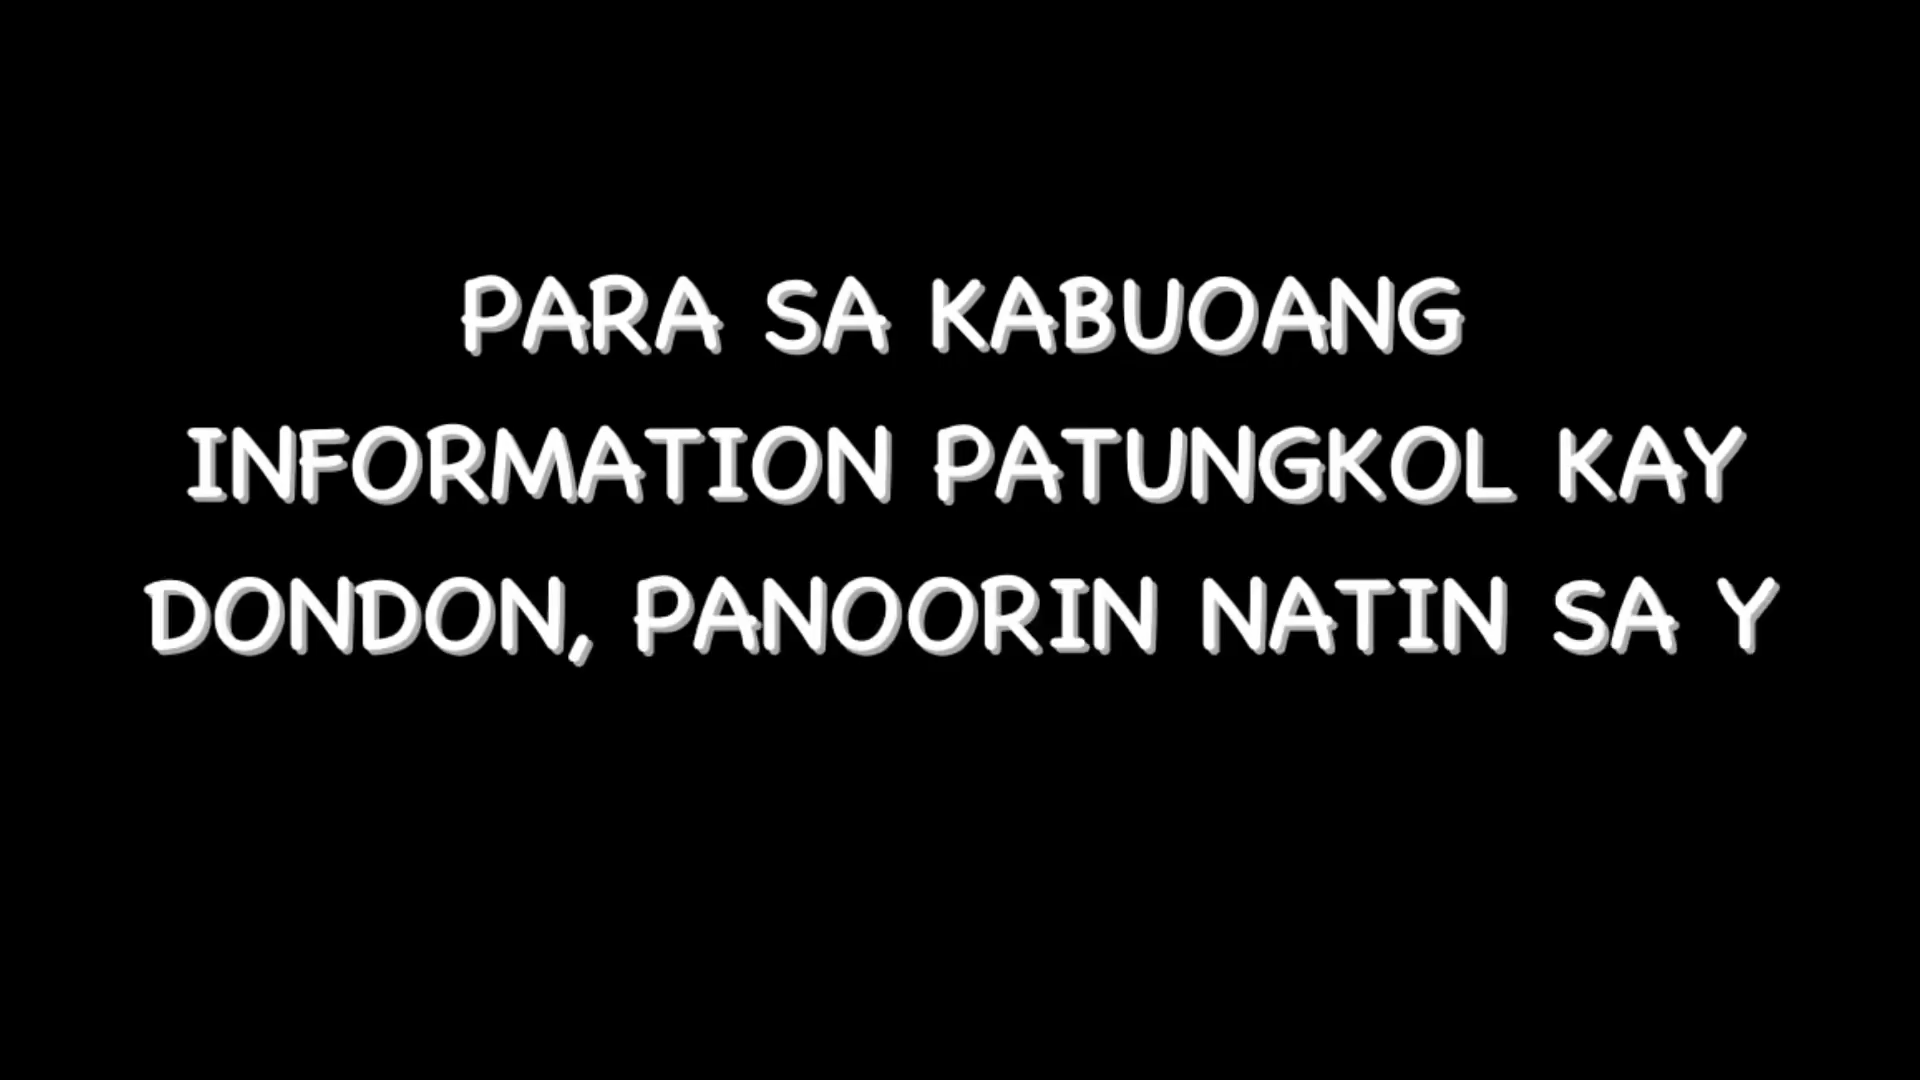 PARA SA KABUOANG
INFORMATION PATUNGKOL KAY
DONDON, PANOORIN NATIN SA Y